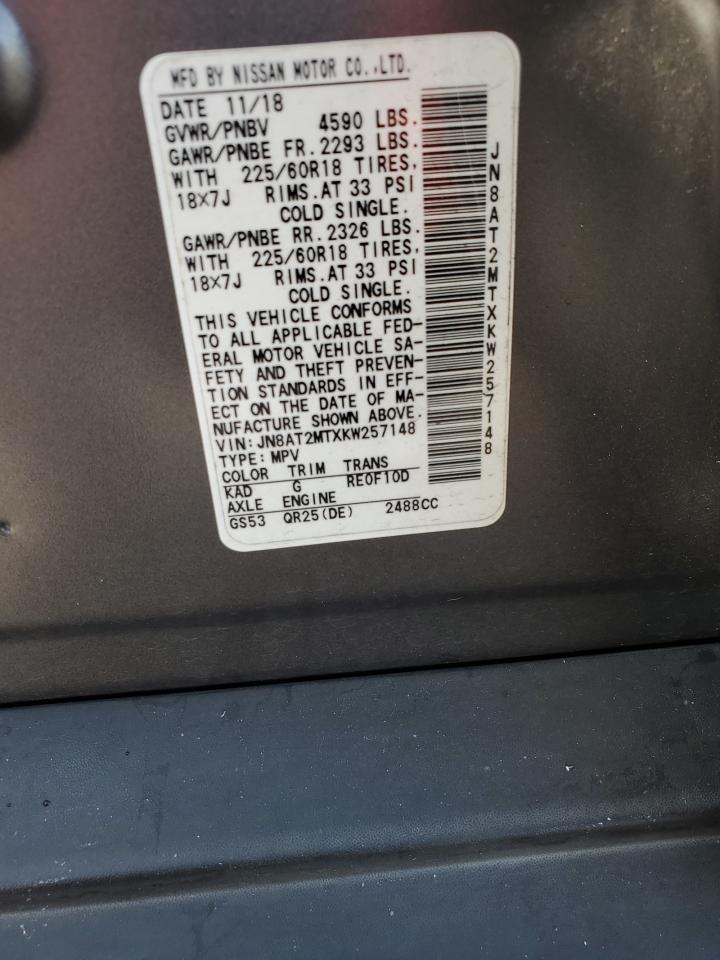 MFD BY NISSAN MOTOR CO.,LTD.
DATE 11/18
GVWR/PNBV 4590 LBS.
GAWR/PNBE FR. 2293 LBS.
WITH 225/60R18 TIRES,
18X7J RIMS. AT 33 PSI
COLD SINGLE.
GAWR/PNBE RR. 2326 LBS.
WITH 225/60R18 TIRES,
18X7J RIMS. AT 33 PSI
COLD SINGLE.
THIS VEHICLE CONFORMS
TO ALL APPLICABLE FED-
ERAL MOTOR VEHICLE SA-
FETY AND THEFT PREVEN-
TION STANDARDS IN EFF-
ECT ON THE DATE OF MA-
NUFACTURE SHOWN ABOVE.
VIN: JN8AT2MTXKW257148
TYPE: MPV
COLOR TRIM TRANS
KAD G RE0F10D
AXLE ENGINE
GS53 QR25(DE) 2488CC
JN8AT2MTXKW257148